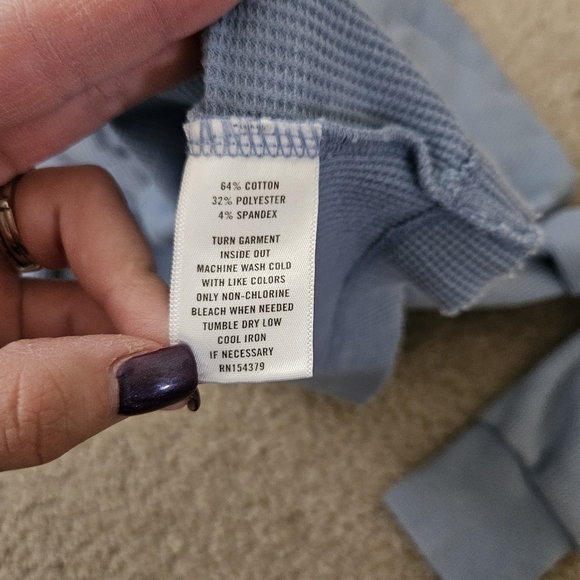 64% COTTON
32% POLYESTER
4% SPANDEX
TURN GARMENT
INSIDE OUT
MACHINE WASH COLD
WITH LIKE COLORS
ONLY NON-CHLORINE
BLEACH WHEN NEEDED
TUMBLE DRY LOW
COOL IRON
IF NECESSARY
RN154379